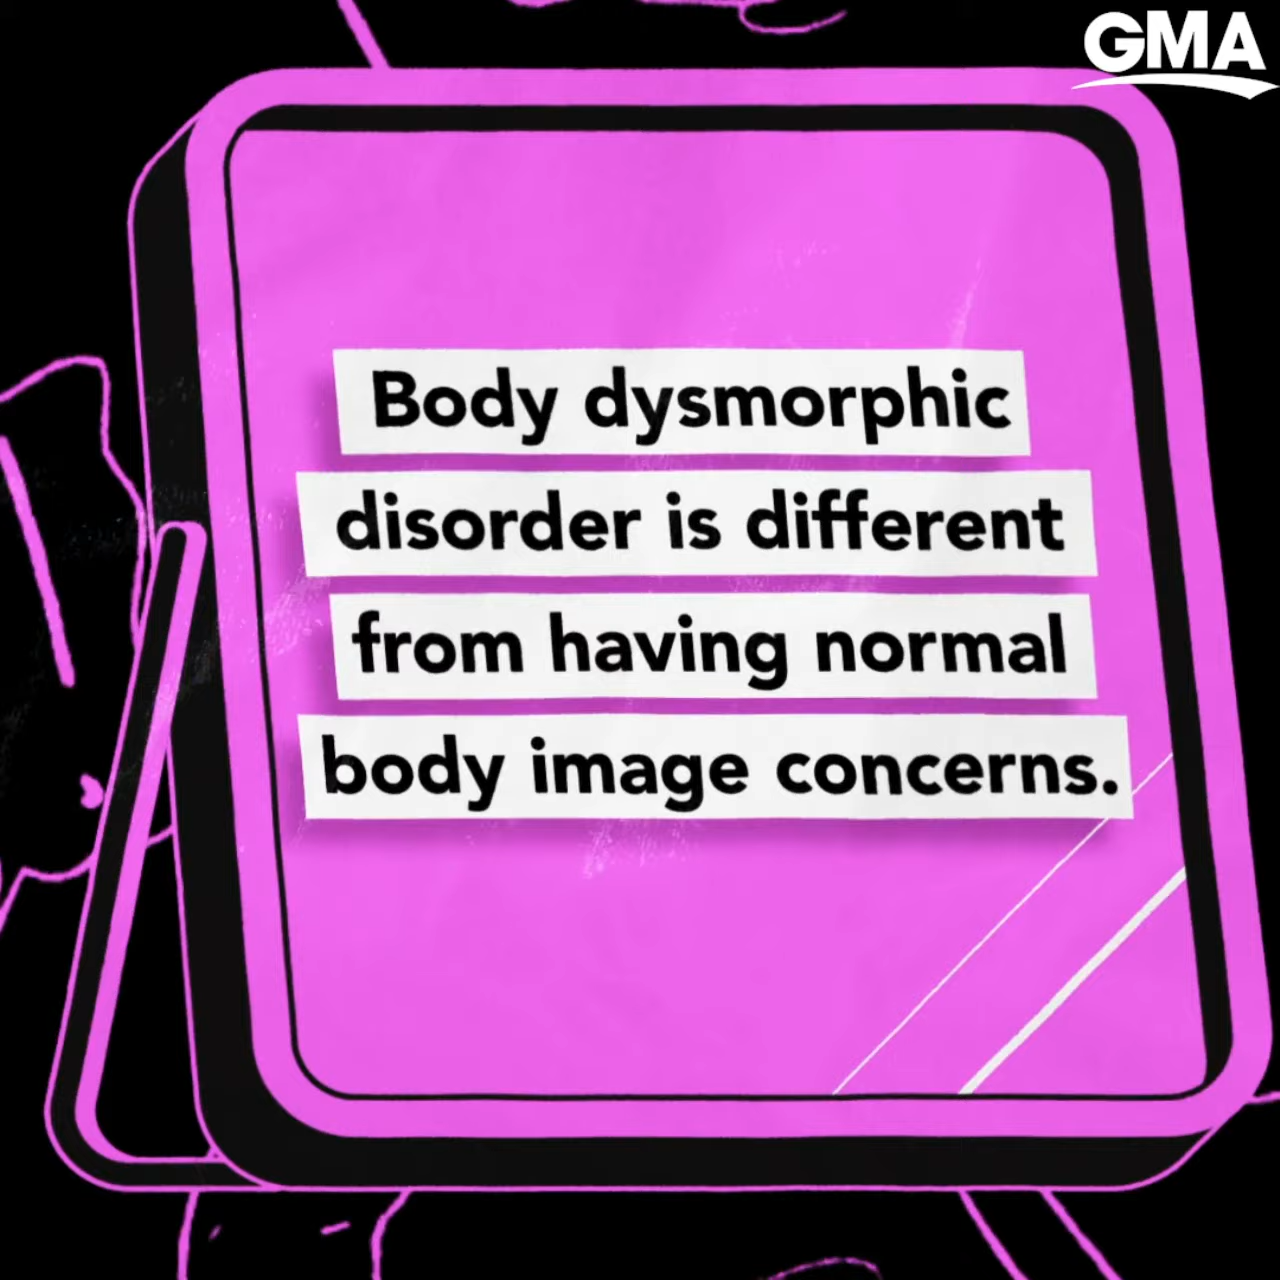 GMA
Body dysmorphic
disorder is different
from having normal
body image concerns.